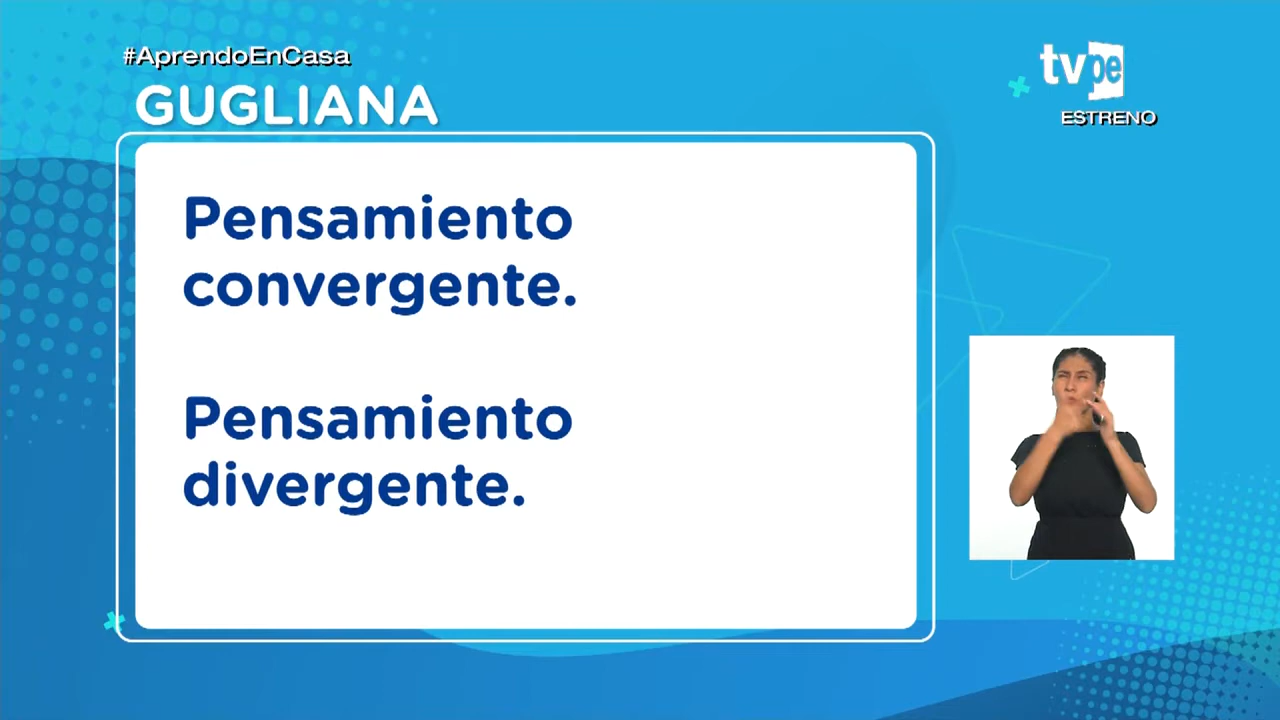 #AprendoEnCasa
GUGLIANA
tvpe
ESTRENO
Pensamiento
convergente.
Pensamiento
divergente.